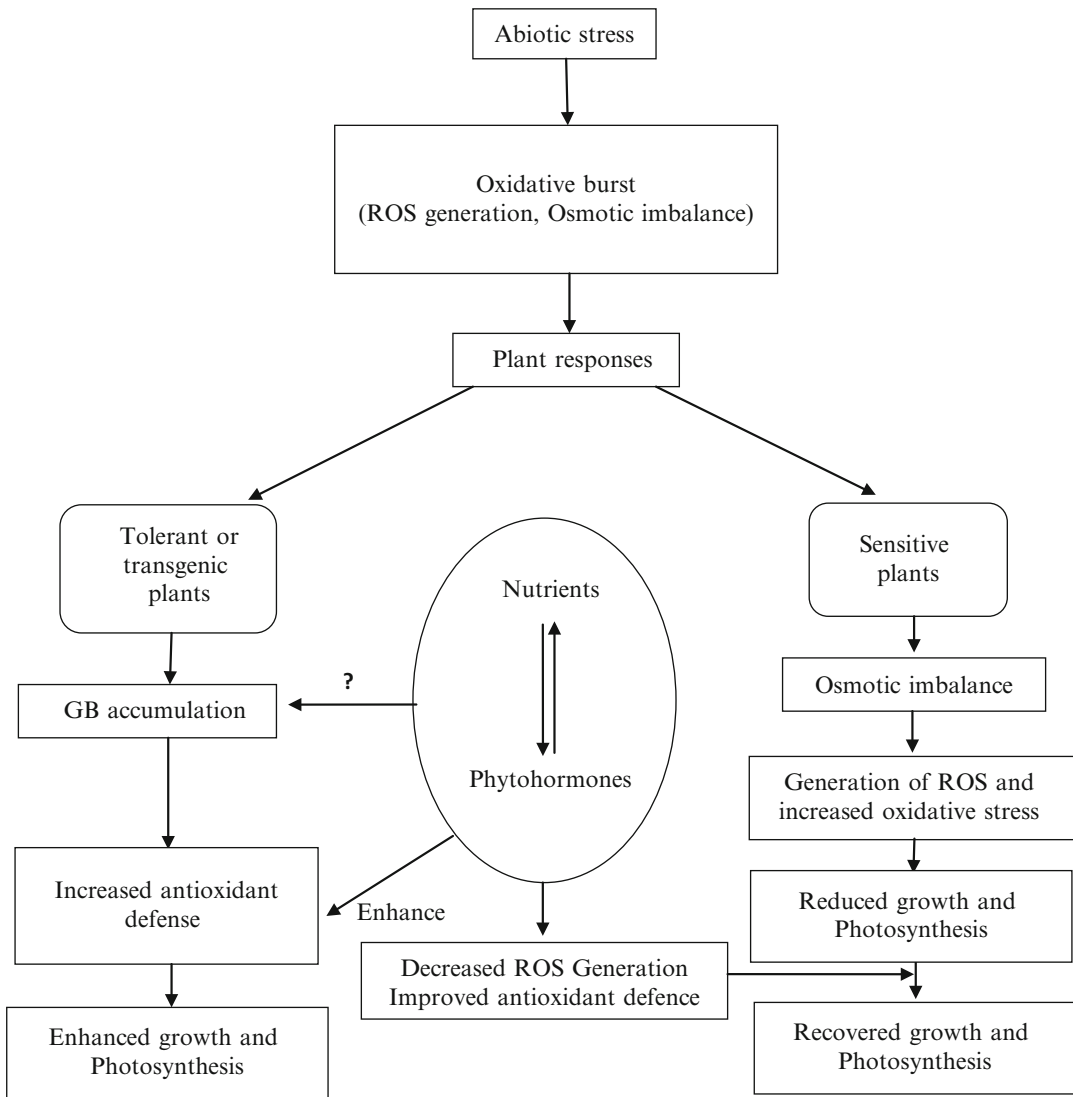 Abiotic stress
Oxidative burst
(ROS generation, Osmotic imbalance)
Plant responses
Tolerant or
transgenic
plants
Nutrients
Phytohormones
Sensitive
plants
?
GB accumulation
Osmotic imbalance
Generation of ROS and
increased oxidative stress
Increased antioxidant
defense
Enhance
Reduced growth and
Photosynthesis
Decreased ROS Generation
Improved antioxidant defence
Enhanced growth and
Photosynthesis
Recovered growth and
Photosynthesis